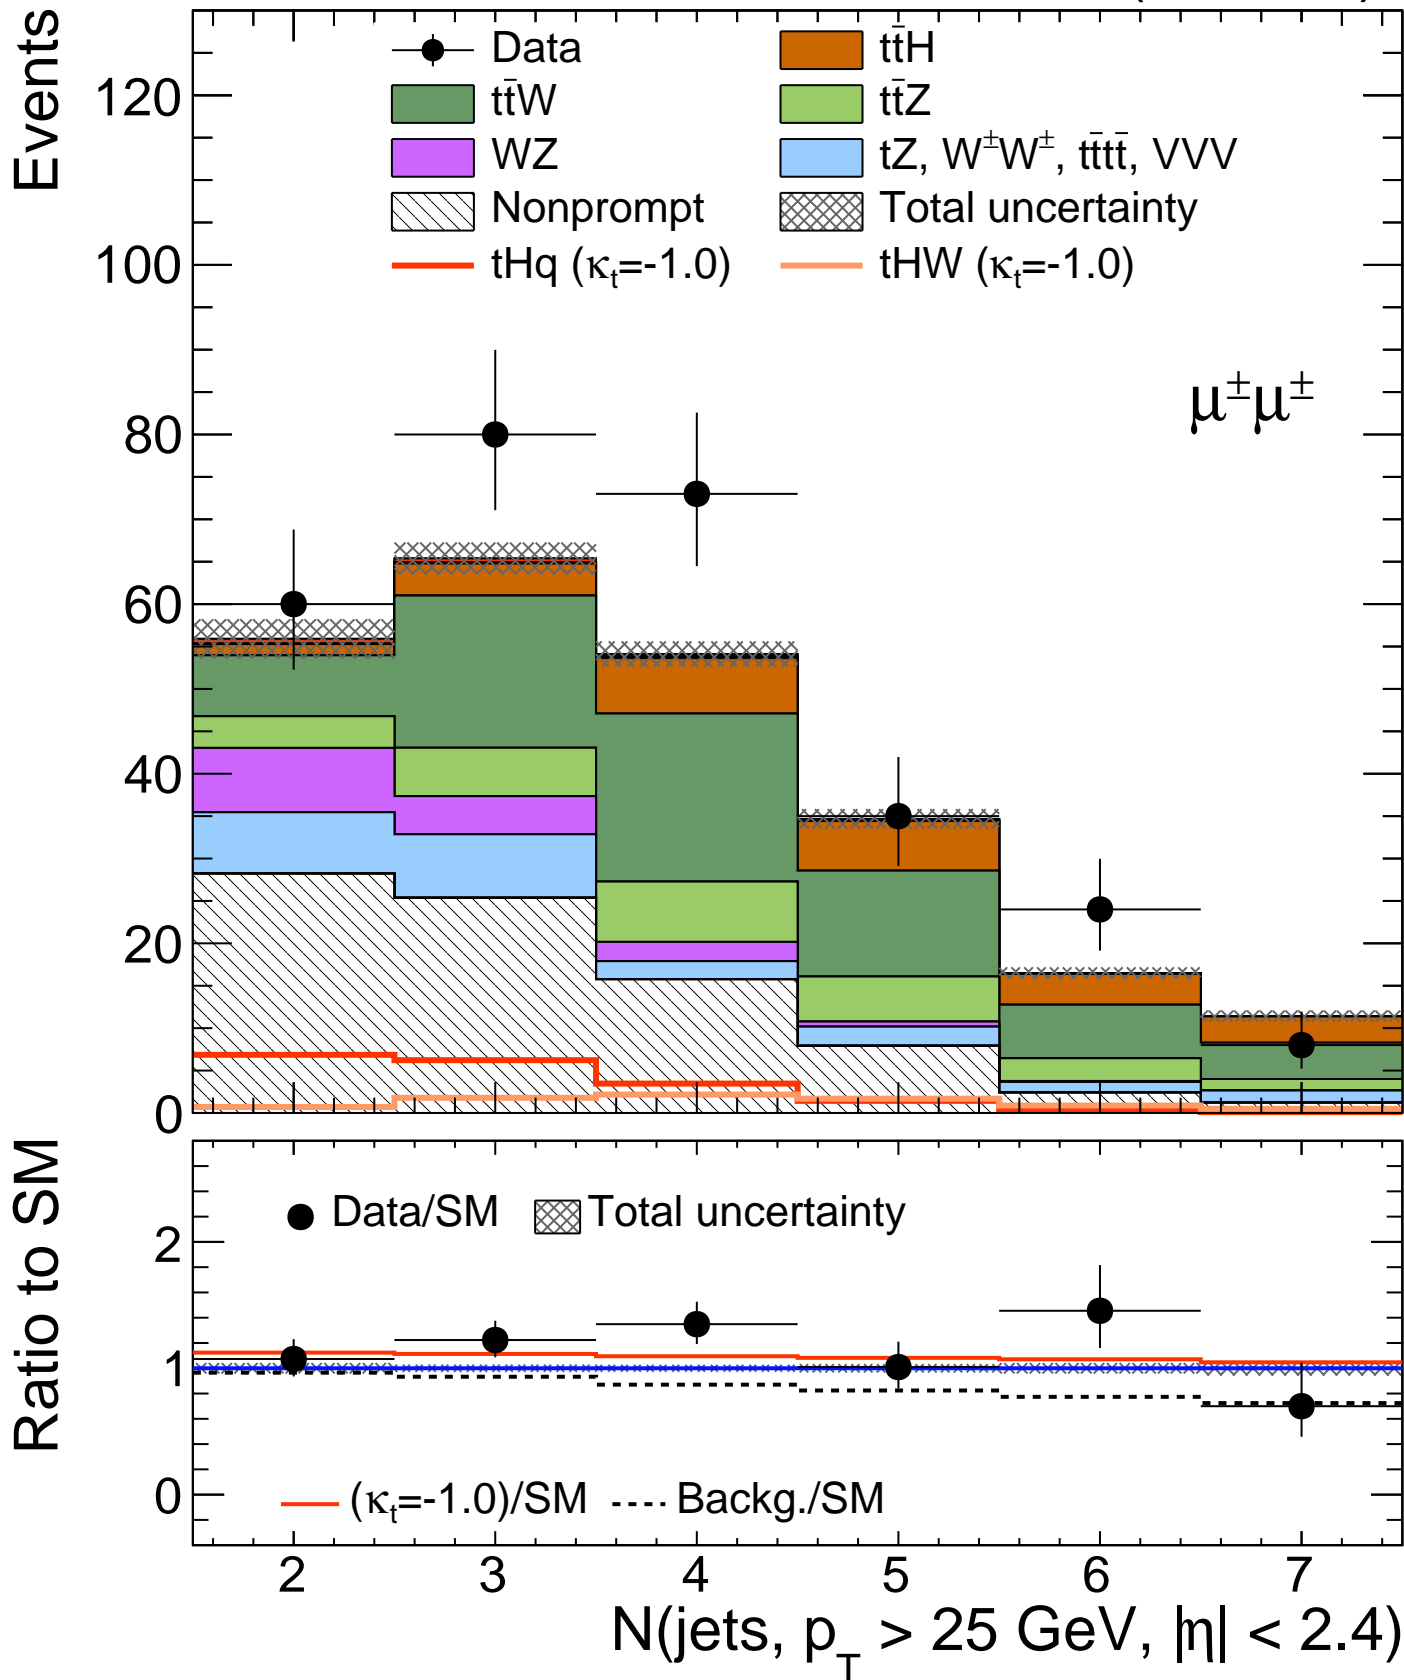 Events
120
100
80
60
40
20
0
Data
tt̄H
tt̄W
tt̄Z
WZ
tZ, W±W±, tt̄tt̄, VVV
Nonprompt
Total uncertainty
tHq (κt=-1.0)
tHW (κt=-1.0)
μ±μ±
Ratio to SM
2
1
0
Data/SM
Total uncertainty
(κt=-1.0)/SM
Backg./SM
2 3 4 5 6 7
N(jets, pT > 25 GeV, |η| < 2.4)